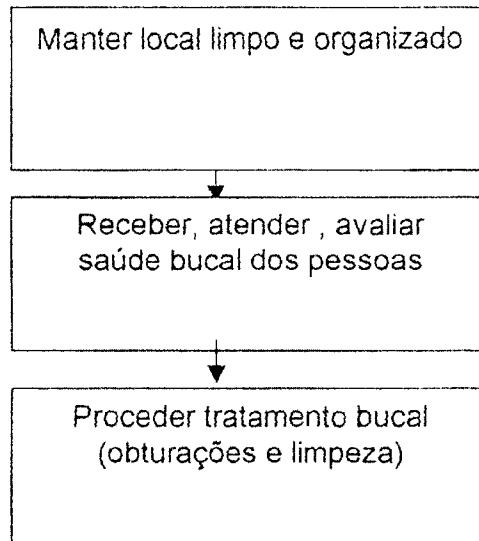 Manter local limpo e organizado
Receber, atender , avaliar
saúde bucal dos pessoas
Proceder tratamento bucal
(obturações e limpeza)